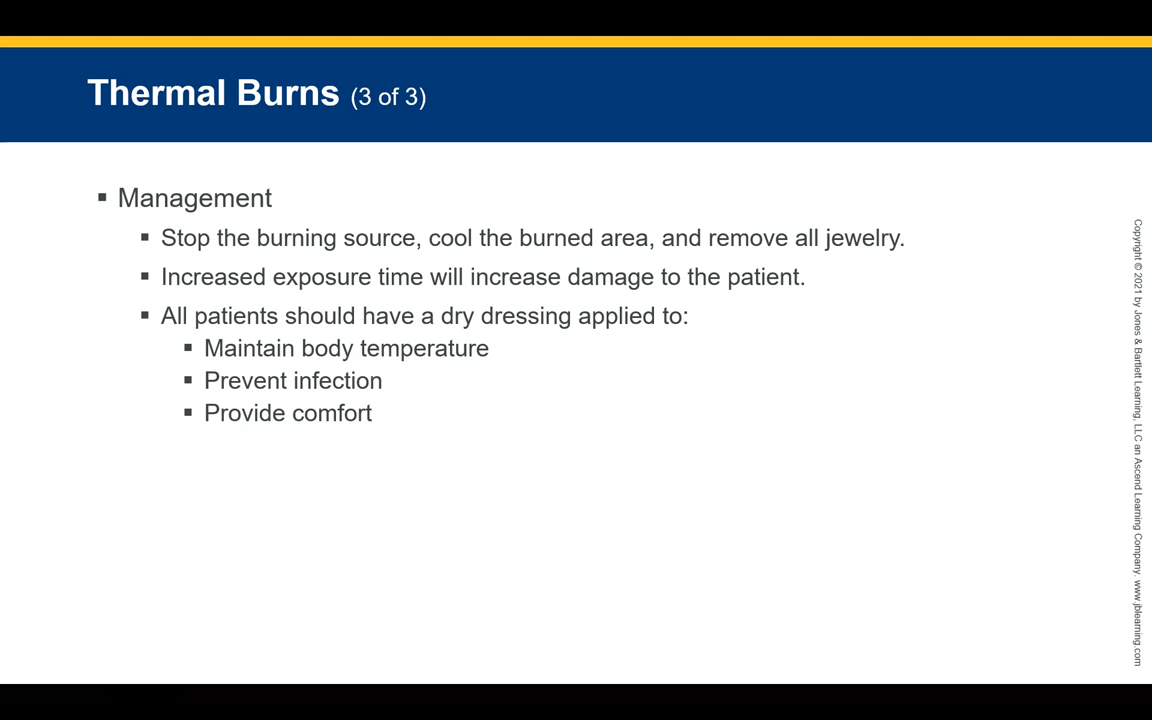 Thermal Burns (3 of 3)
▪ Management
▪ Stop the burning source, cool the burned area, and remove all jewelry.
▪ Increased exposure time will increase damage to the patient.
▪ All patients should have a dry dressing applied to:
▪ Maintain body temperature
▪ Prevent infection
▪ Provide comfort
Copyright © 2021 by Jones & Bartlett Learning, LLC an Ascend Learning Company. www.jblearning.com